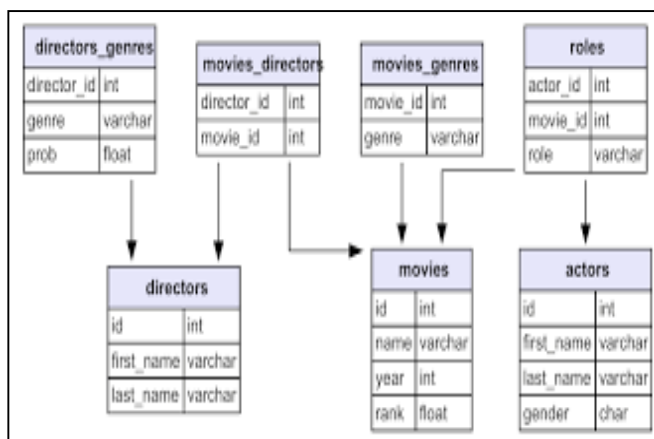 directors_genres
director_id int
genre varchar
prob float
movies_directors
director_id int
movie_id int
movies_genres
movie_id int
genre varchar
roles
actor_id int
movie_id int
role varchar
directors
id int
first_name varchar
last_name varchar
movies
id int
name varchar
year int
rank float
actors
id int
first_name varchar
last_name varchar
gender char